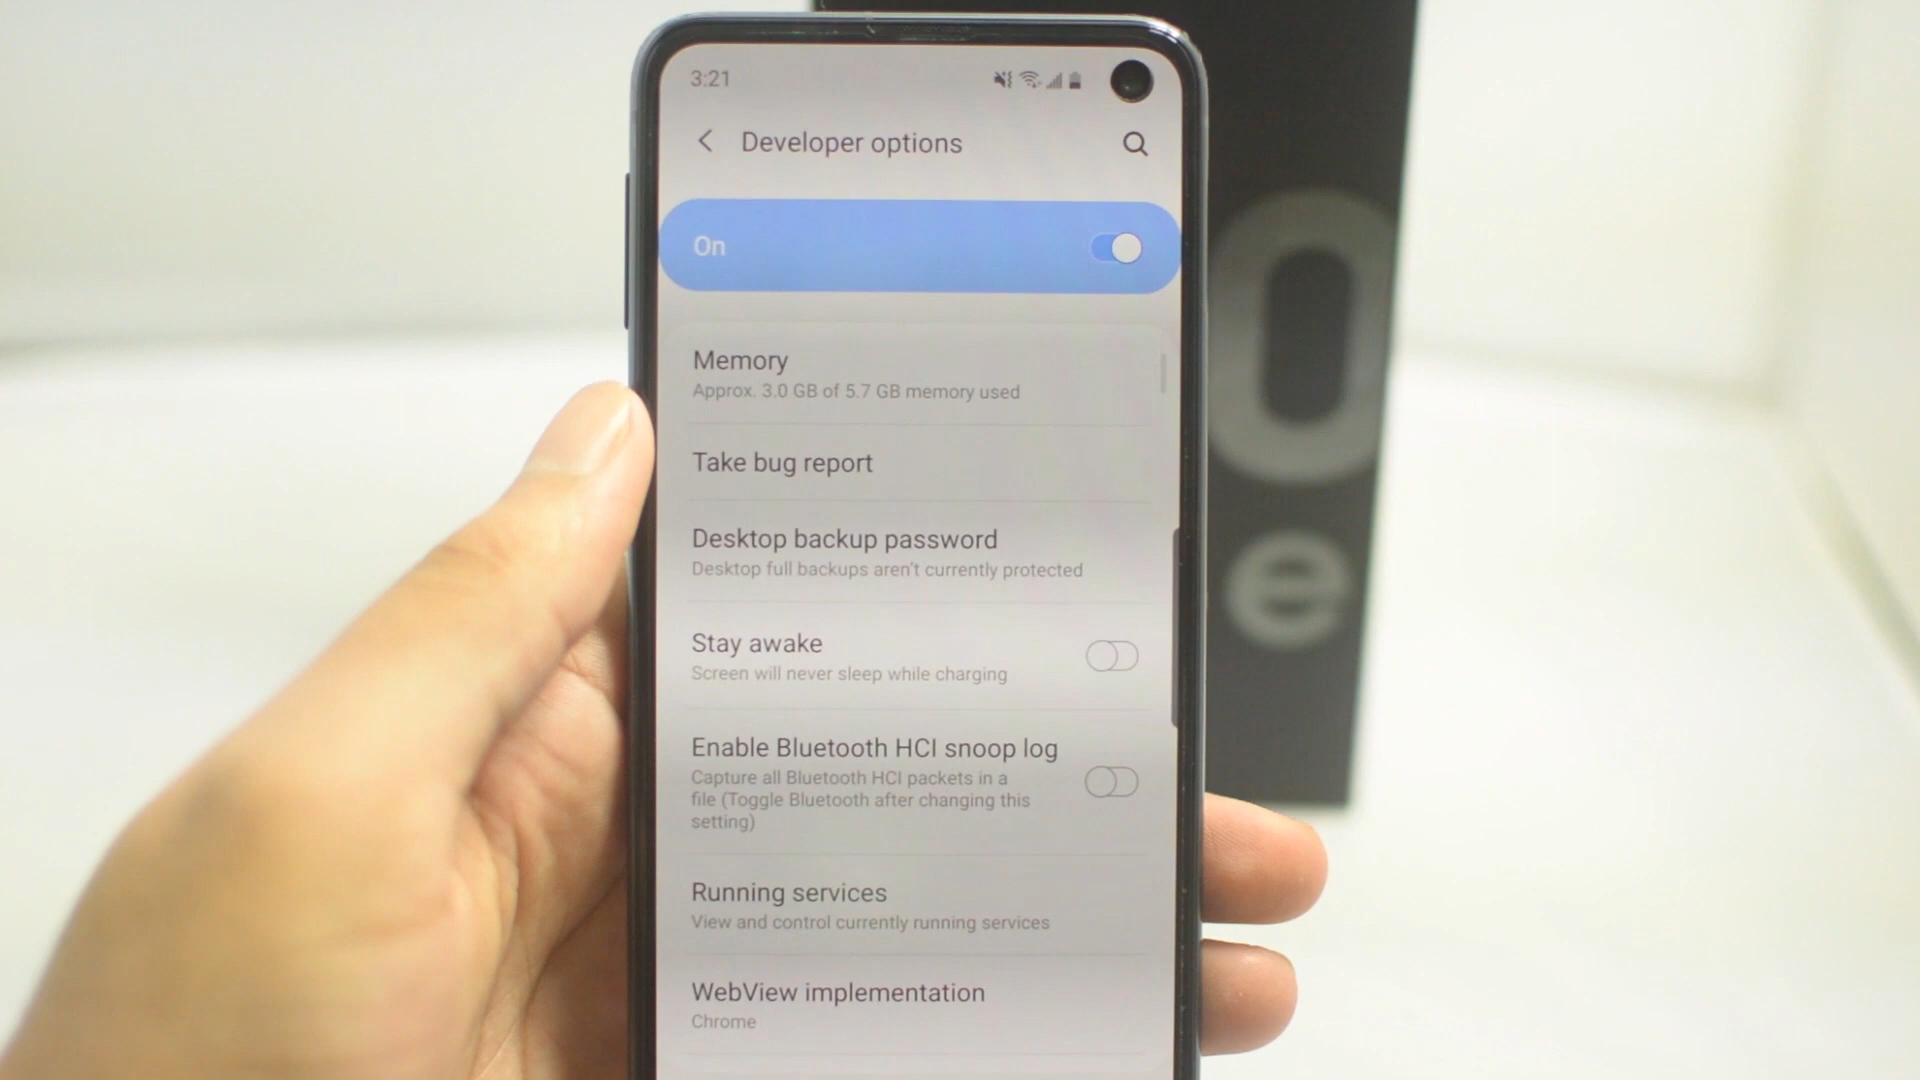 3:21
Developer options
On
Memory
Approx. 3.0 GB of 5.7 GB memory used
Take bug report
Desktop backup password
Desktop full backups aren't currently protected
Stay awake
Screen will never sleep while charging
Enable Bluetooth HCI snoop log
Capture all Bluetooth HCI packets in a
file (Toggle Bluetooth after changing this
setting)
Running services
View and control currently running services
WebView implementation
Chrome
0
e